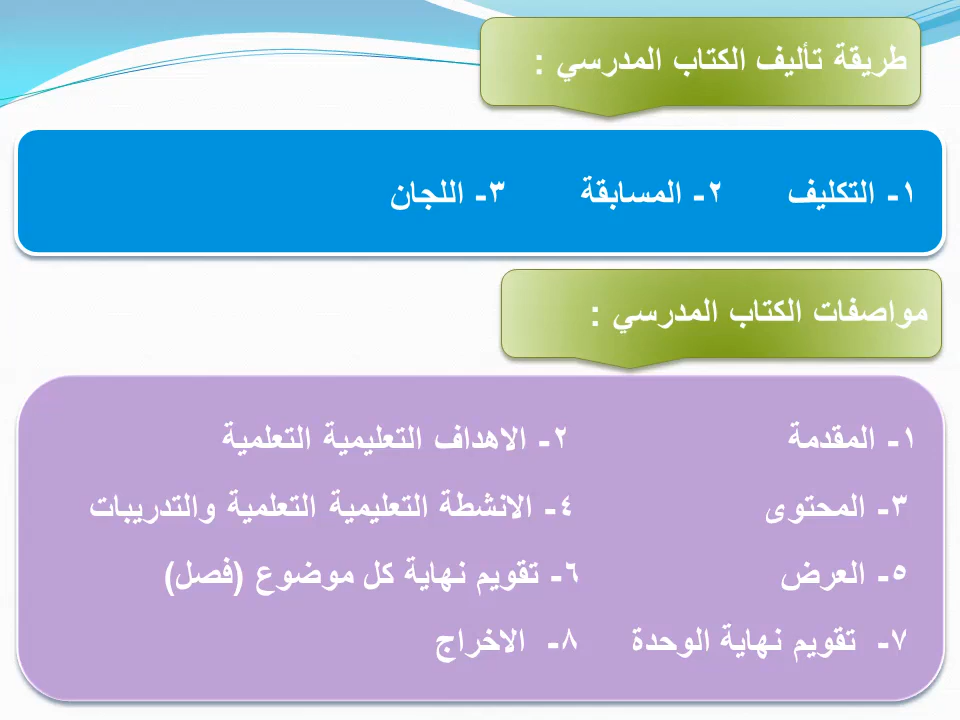 طريقة تأليف الكتاب المدرسي :
١- التكليف ٢- المسابقة ٣- اللجان
مواصفات الكتاب المدرسي :
١- المقدمة ٢- الاهداف التعليمية التعلمية
٣- المحتوى ٤- الانشطة التعليمية التعلمية والتدريبات
٥- العرض ٦- تقويم نهاية كل موضوع (فصل)
٧- تقويم نهاية الوحدة ٨- الاخراج